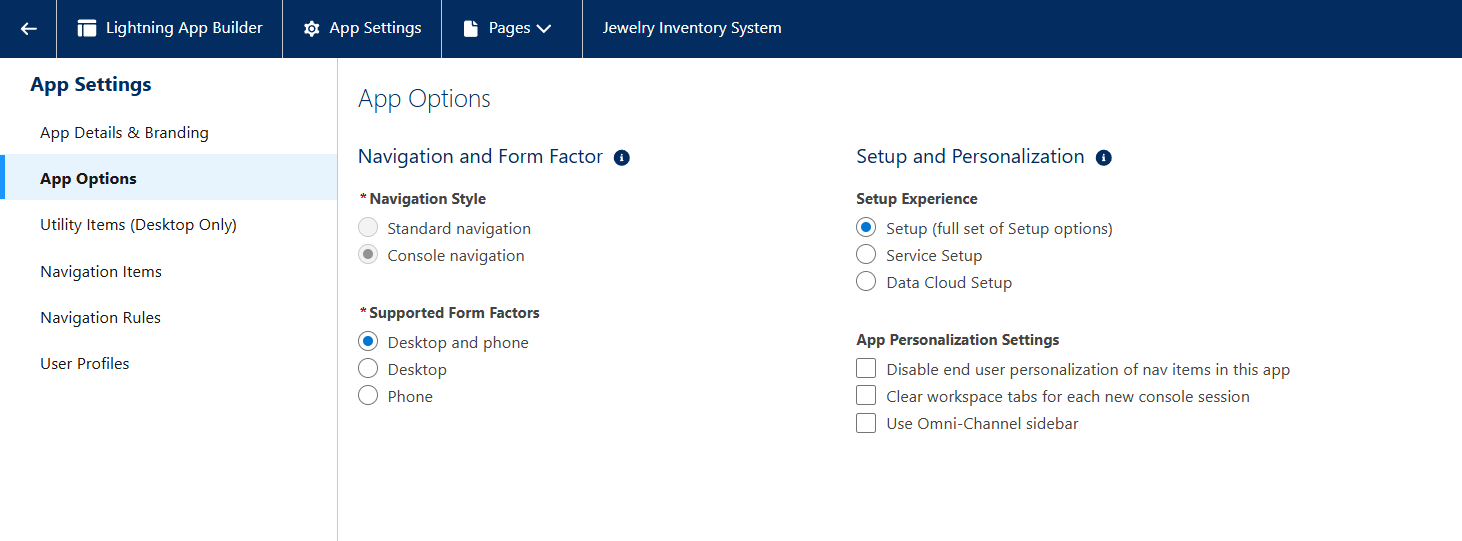 Lightning App Builder
App Settings
Pages
Jewelry Inventory System
App Settings
App Details & Branding
App Options
Utility Items (Desktop Only)
Navigation Items
Navigation Rules
User Profiles
App Options
Navigation and Form Factor
*Navigation Style
Standard navigation
Console navigation
*Supported Form Factors
Desktop and phone
Desktop
Phone
Setup and Personalization
Setup Experience
Setup (full set of Setup options)
Service Setup
Data Cloud Setup
App Personalization Settings
Disable end user personalization of nav items in this app
Clear workspace tabs for each new console session
Use Omni-Channel sidebar